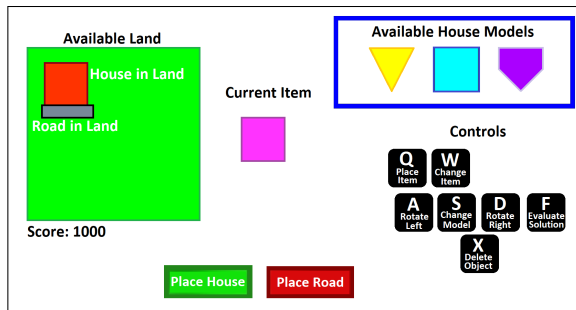 Available Land
House in Land
Road in Land
Score: 1000
Current Item
Available House Models
Controls
Q
Place
Item
W
Change
Item
A
Rotate
Left
S
Change
Model
D
Rotate
Right
F
Evaluate
Solution
X
Delete
Object
Place House
Place Road